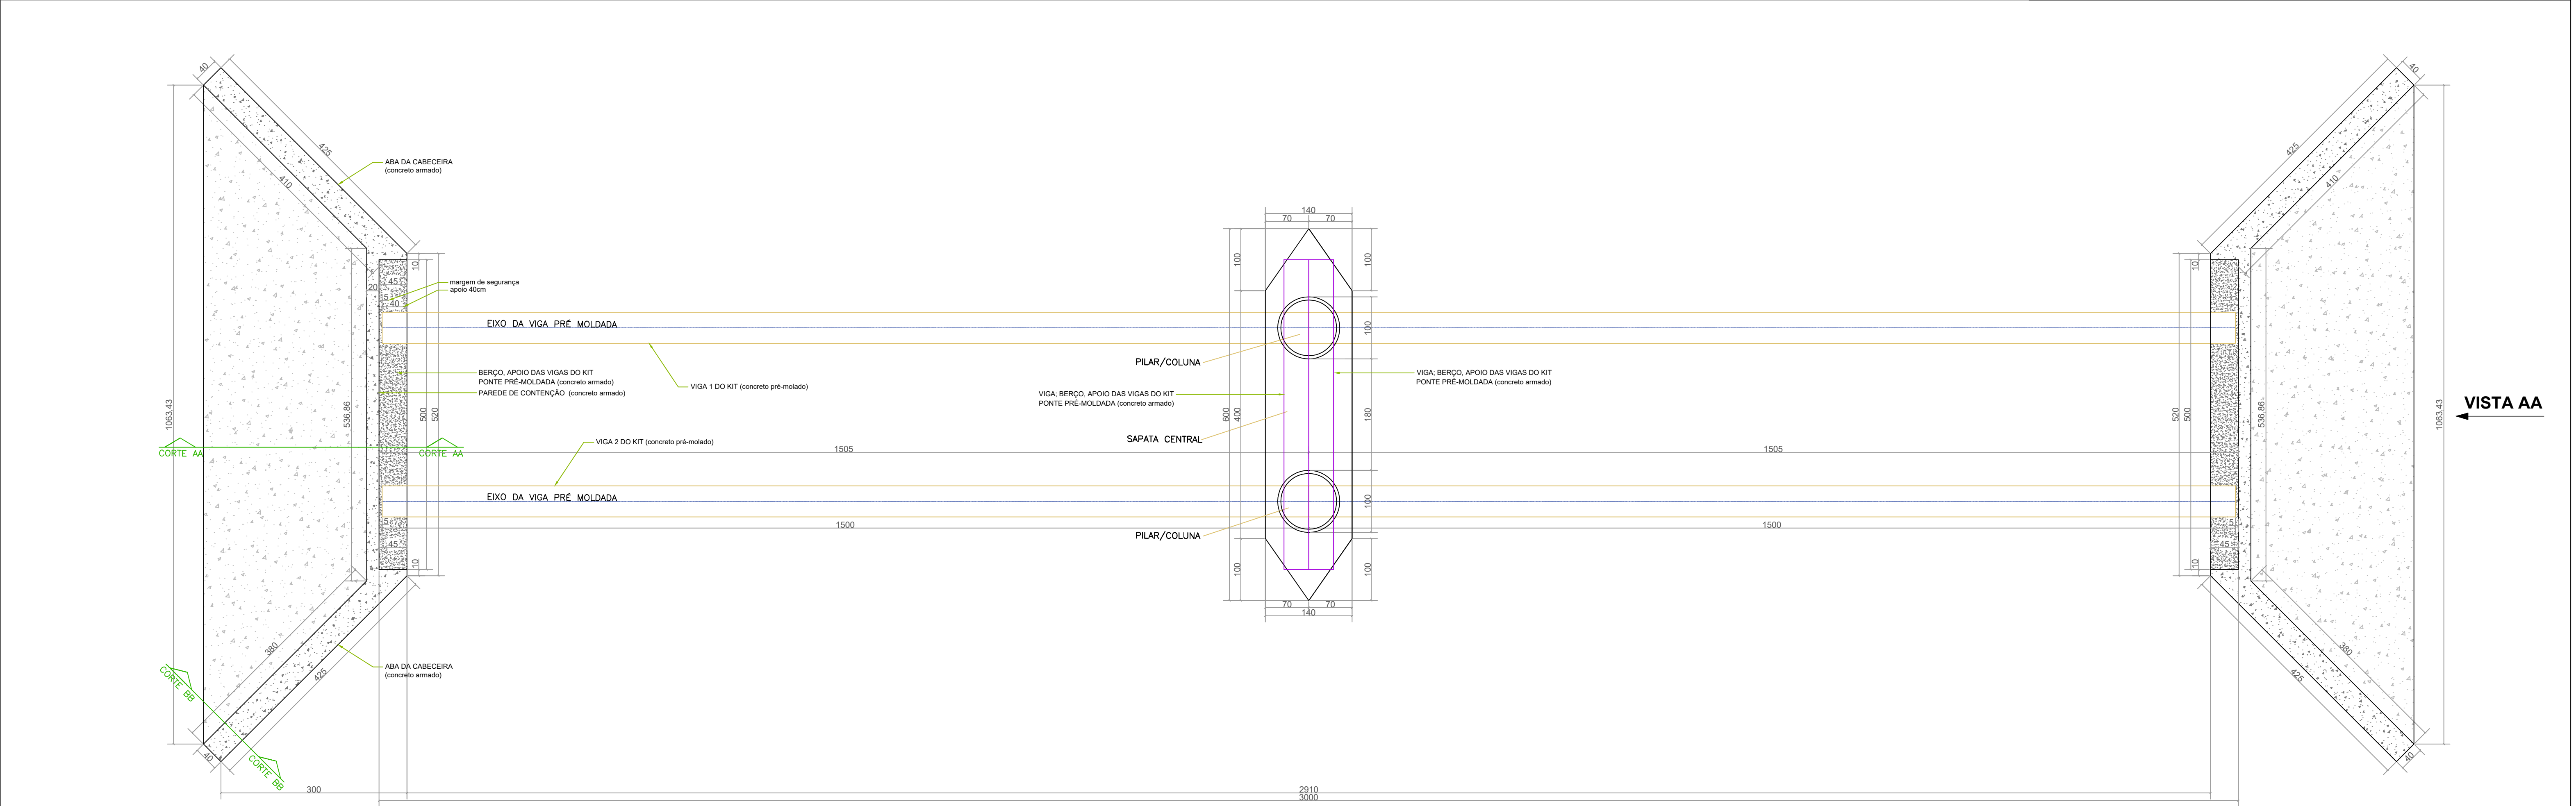 40
425
410
ABA DA CABECEIRA
(concreto armado)
1063,43
536,86
20
45
5
40
10
margem de segurança
apoio 40cm
EIXO DA VIGA PRÉ MOLDADA
BERÇO, APOIO DAS VIGAS DO KIT
PONTE PRÉ-MOLDADA (concreto armado)
PAREDE DE CONTENÇÃO (concreto armado)
VIGA 1 DO KIT (concreto pré-molado)
500
520
VIGA 2 DO KIT (concreto pré-molado)
CORTE AA
CORTE AA
EIXO DA VIGA PRÉ MOLDADA
1505
1500
5
45
10
380
425
ABA DA CABECEIRA
(concreto armado)
CORTE BB
CORTE BB
40
300
140
70
70
100
100
PILAR/COLUNA
100
VIGA; BERÇO, APOIO DAS VIGAS DO KIT
PONTE PRÉ-MOLDADA (concreto armado)
VIGA; BERÇO, APOIO DAS VIGAS DO KIT
PONTE PRÉ-MOLDADA (concreto armado)
600
400
180
SAPATA CENTRAL
100
PILAR/COLUNA
100
100
70
70
140
2910
3000
1505
1500
40
425
410
10
520
500
536,86
1063,43
VISTA AA
5
45
10
380
425
40